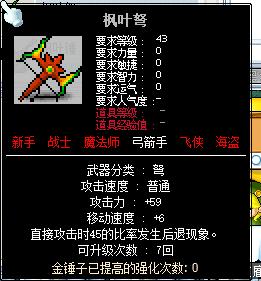 枫叶弩
要求等级： 43
要求力量： 0
要求敏捷： 0
要求智力： 0
要求运气： 0
要求人气度： -
道具等级： -
道具经验值： -
新手 战士 魔法师 弓箭手 飞侠 海盗
武器分类 : 弩
攻击速度 : 普通
攻击力 : +59
移动速度 : +6
直接攻击时45的比率发生后退现象。
可升级次数 : 7回
金锤子已提高的强化次数: 0